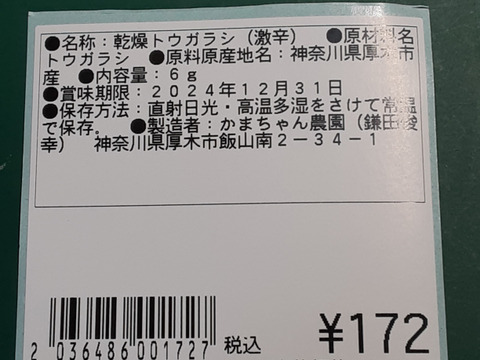 ●名称：乾燥トウガラシ（激辛） ●原材料名
トウガラシ ●原料原産地名：神奈川県厚木市
産 ●内容量：6g
●賞味期限：2024年12月31日
●保存方法：直射日光・高温多湿をさけて常温
で保存。 ●製造者：かまちゃん農園（鎌田俊
幸） 神奈川県厚木市飯山南2－34－1
2 036486 001727
税込
¥172